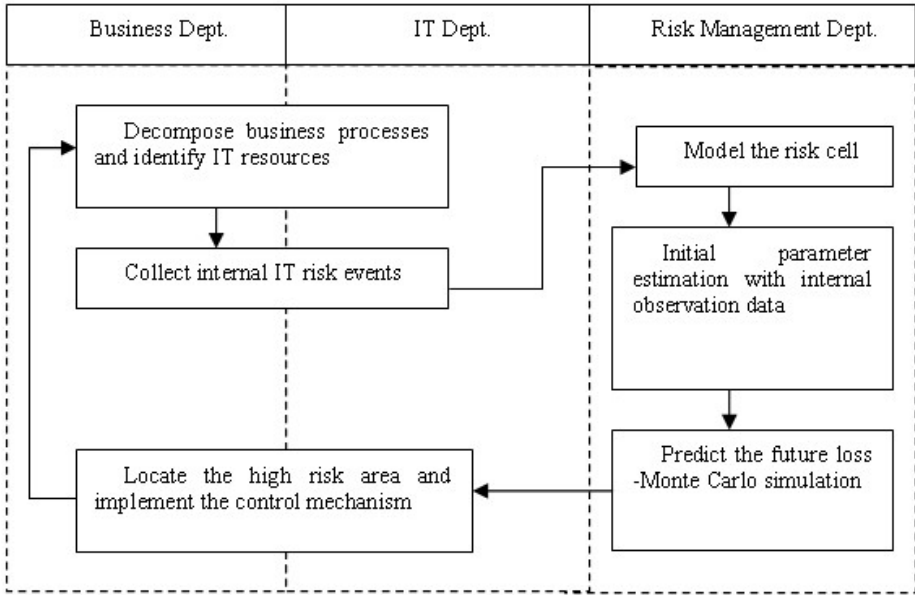 Business Dept.
IT Dept.
Risk Management Dept.
Decompose business processes
and identify IT resources
Collect internal IT risk events
Model the risk cell
Initial parameter
estimation with internal
observation data
Predict the future loss
-Monte Carlo simulation
Locate the high risk area and
implement the control mechanism